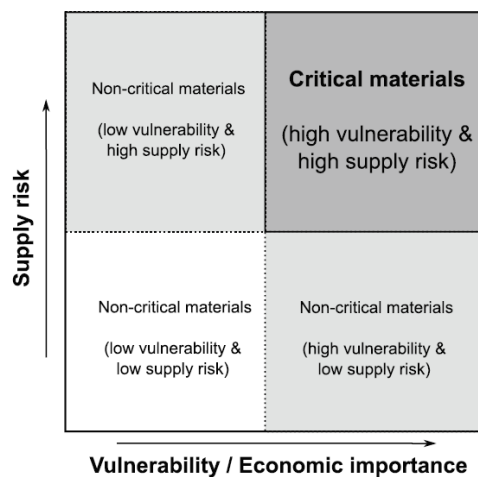 Non-critical materials
(low vulnerability &
high supply risk)
Critical materials
(high vulnerability &
high supply risk)
Non-critical materials
(low vulnerability &
low supply risk)
Non-critical materials
(high vulnerability &
low supply risk)
Supply risk
Vulnerability / Economic importance